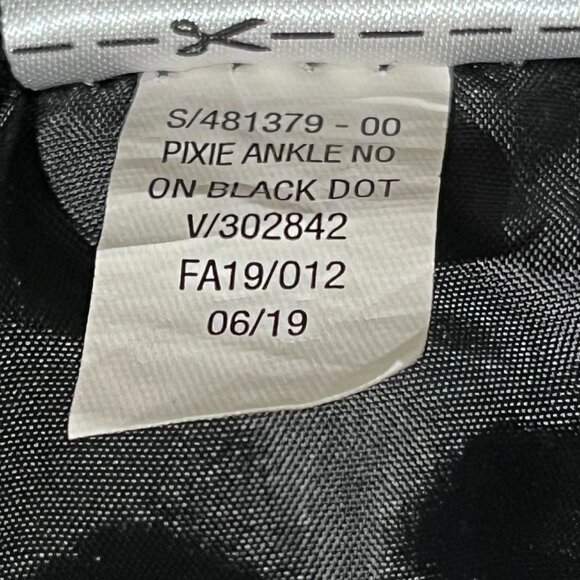 S/481379 - 00
PIXIE ANKLE NO
ON BLACK DOT
V/302842
FA19/012
06/19